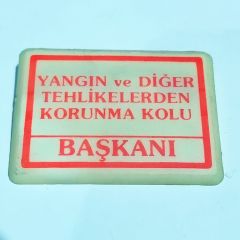 YANGIN ve DİĞER
TEHLİKELERDEN
KORUNMA KOLU
BAŞKANI